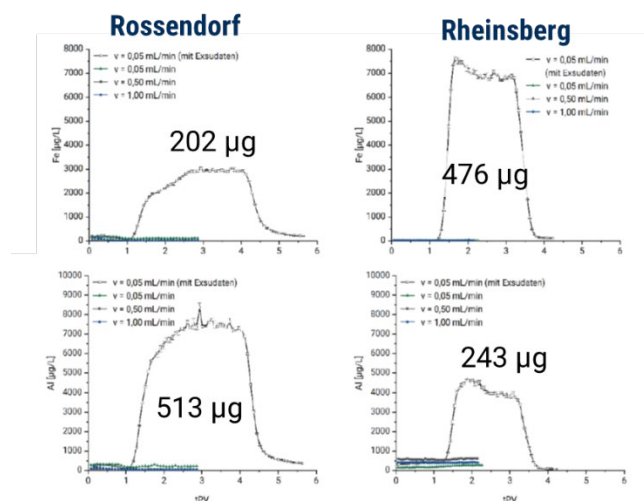 Rossendorf
Rheinsberg
8000
7000
6000
5000
4000
3000
2000
1000
0
Fe [µg/L]
v = 0,05 mL/min (mit Exsudaten)
v = 0,05 mL/min
v = 0,50 mL/min
v = 1,00 mL/min
202 µg
0 1 2 3 4 5 6
8000
7000
6000
5000
4000
3000
2000
1000
0
Fe [µg/L]
v = 0,05 mL/min
(mit Exsudaten)
v = 0,05 mL/min
v = 0,50 mL/min
v = 1,00 mL/min
476 µg
0 1 2 3 4 5 6
10000
9000
8000
7000
6000
5000
4000
3000
2000
1000
0
Al [µg/L]
v = 0,05 mL/min (mit Exsudaten)
v = 0,05 mL/min
v = 0,50 mL/min
v = 1,00 mL/min
513 µg
0 1 2 3 4 5 6
10000
9000
8000
7000
6000
5000
4000
3000
2000
1000
0
Al [µg/L]
v = 0,05 mL/min (mit Exsudaten)
v = 0,05 mL/min
v = 0,50 mL/min
v = 1,00 mL/min
243 µg
0 1 2 3 4 5 6